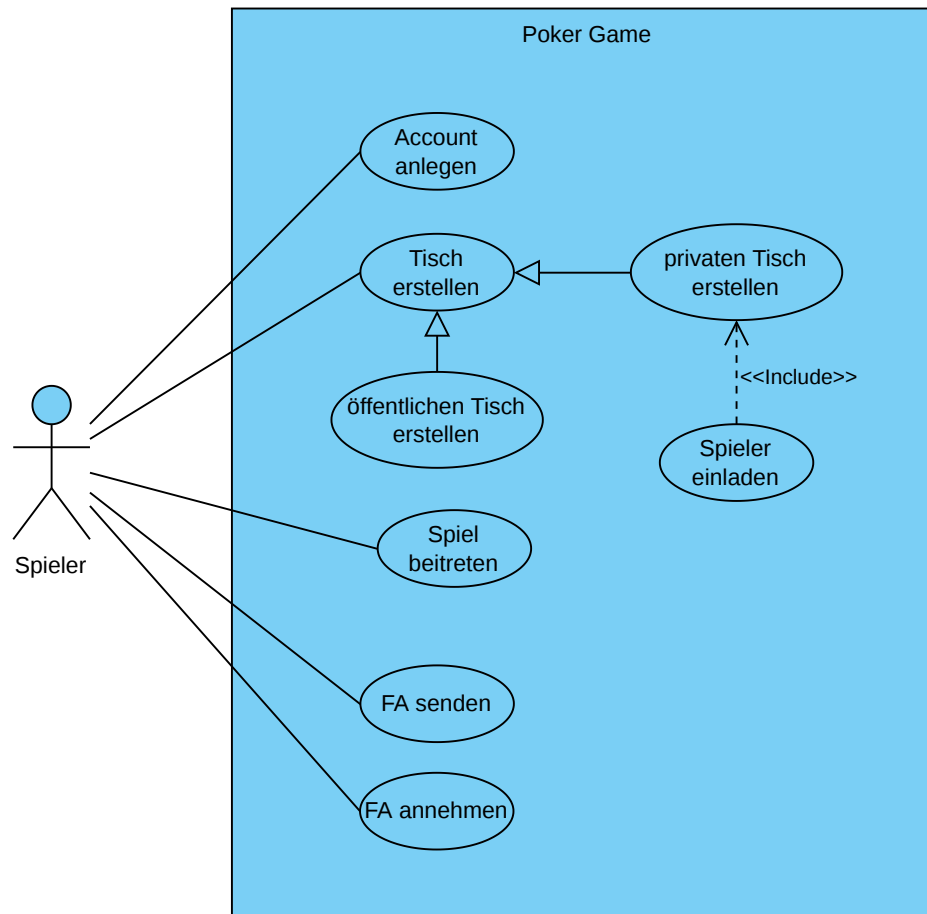 Poker Game
Account
anlegen
Tisch
erstellen
privaten Tisch
erstellen
<<Include>>
öffentlichen Tisch
erstellen
Spieler
einladen
Spiel
beitreten
Spieler
FA senden
FA annehmen